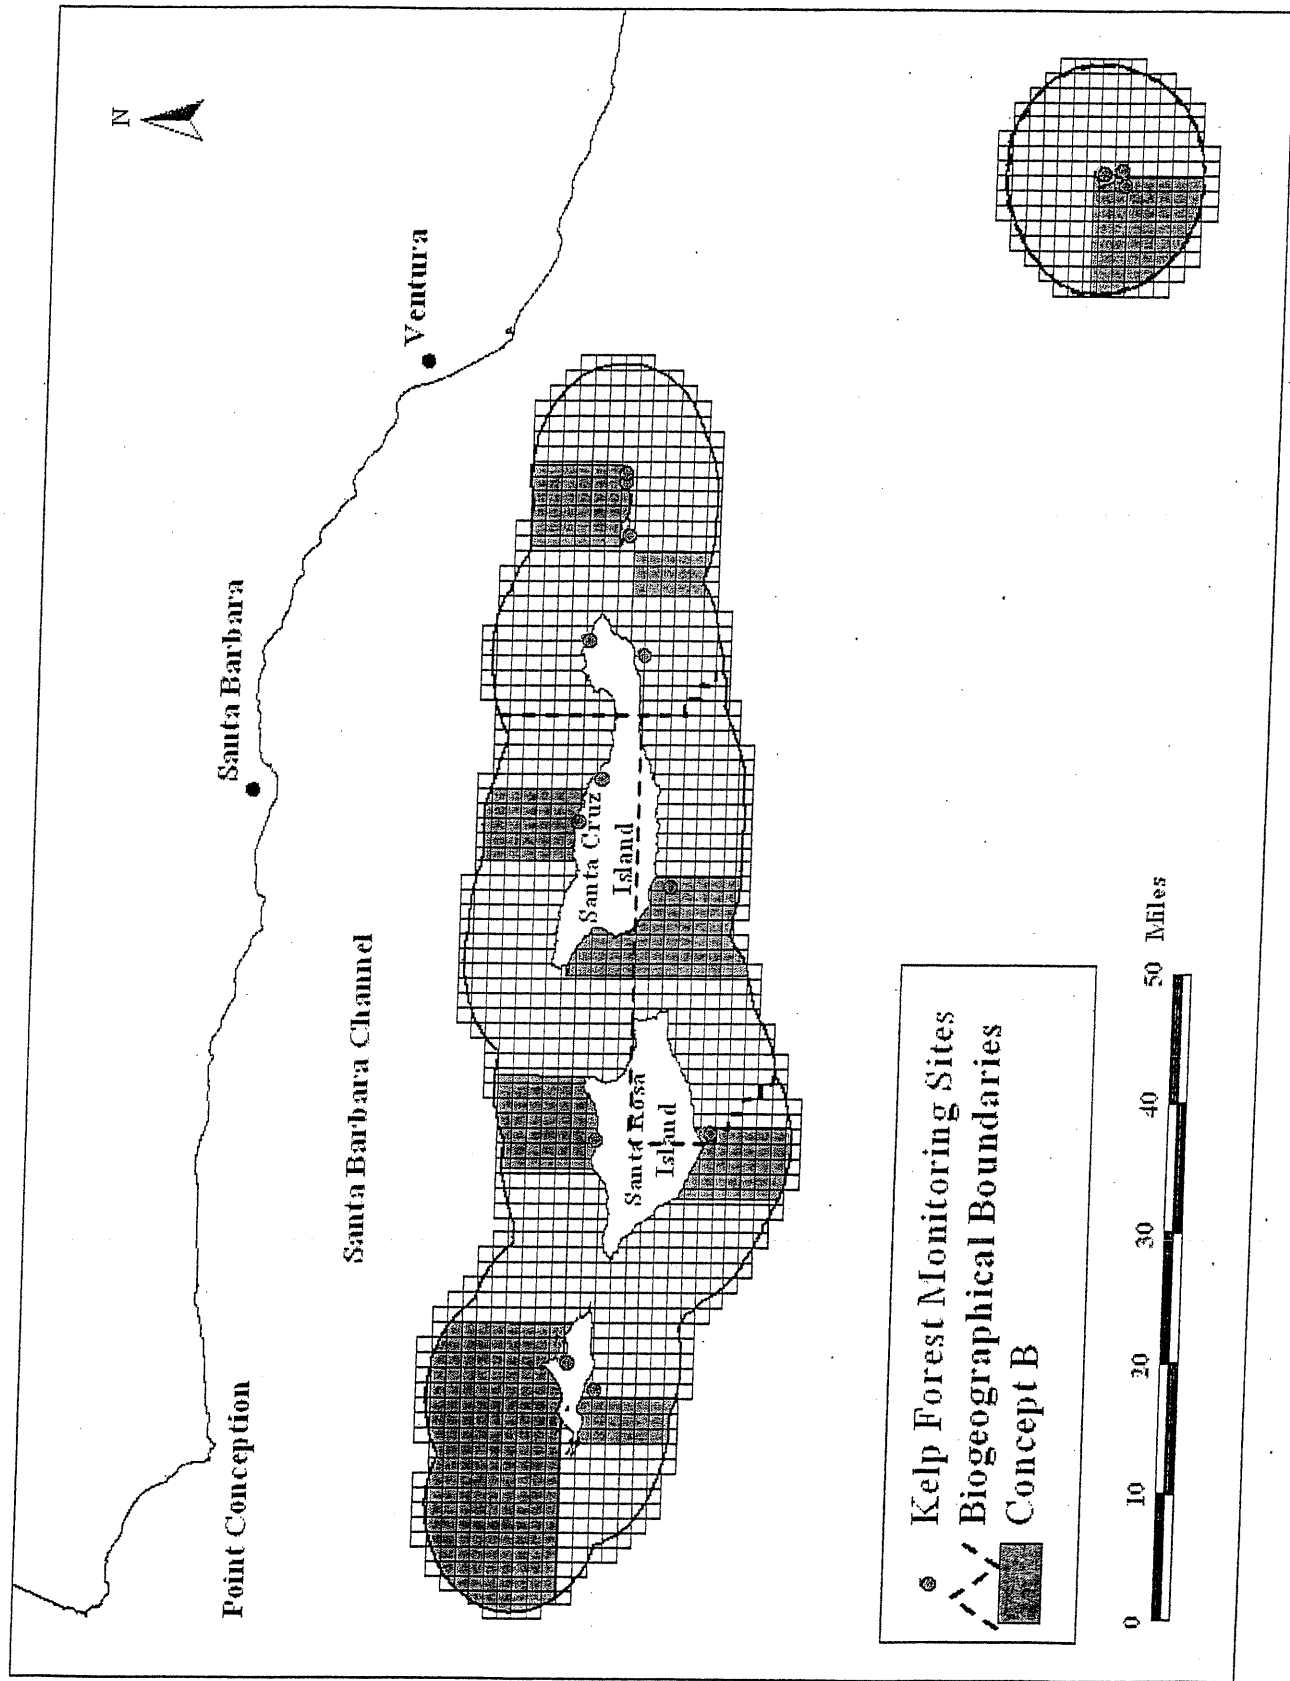 N
Point Conception
Santa Barbara
Ventura
Santa Barbara Channel
Santa Rosa
Island
Santa Cruz
Island
Kelp Forest Monitoring Sites
Biogeographical Boundaries
Concept B
0 10 20 30 40 50 Miles